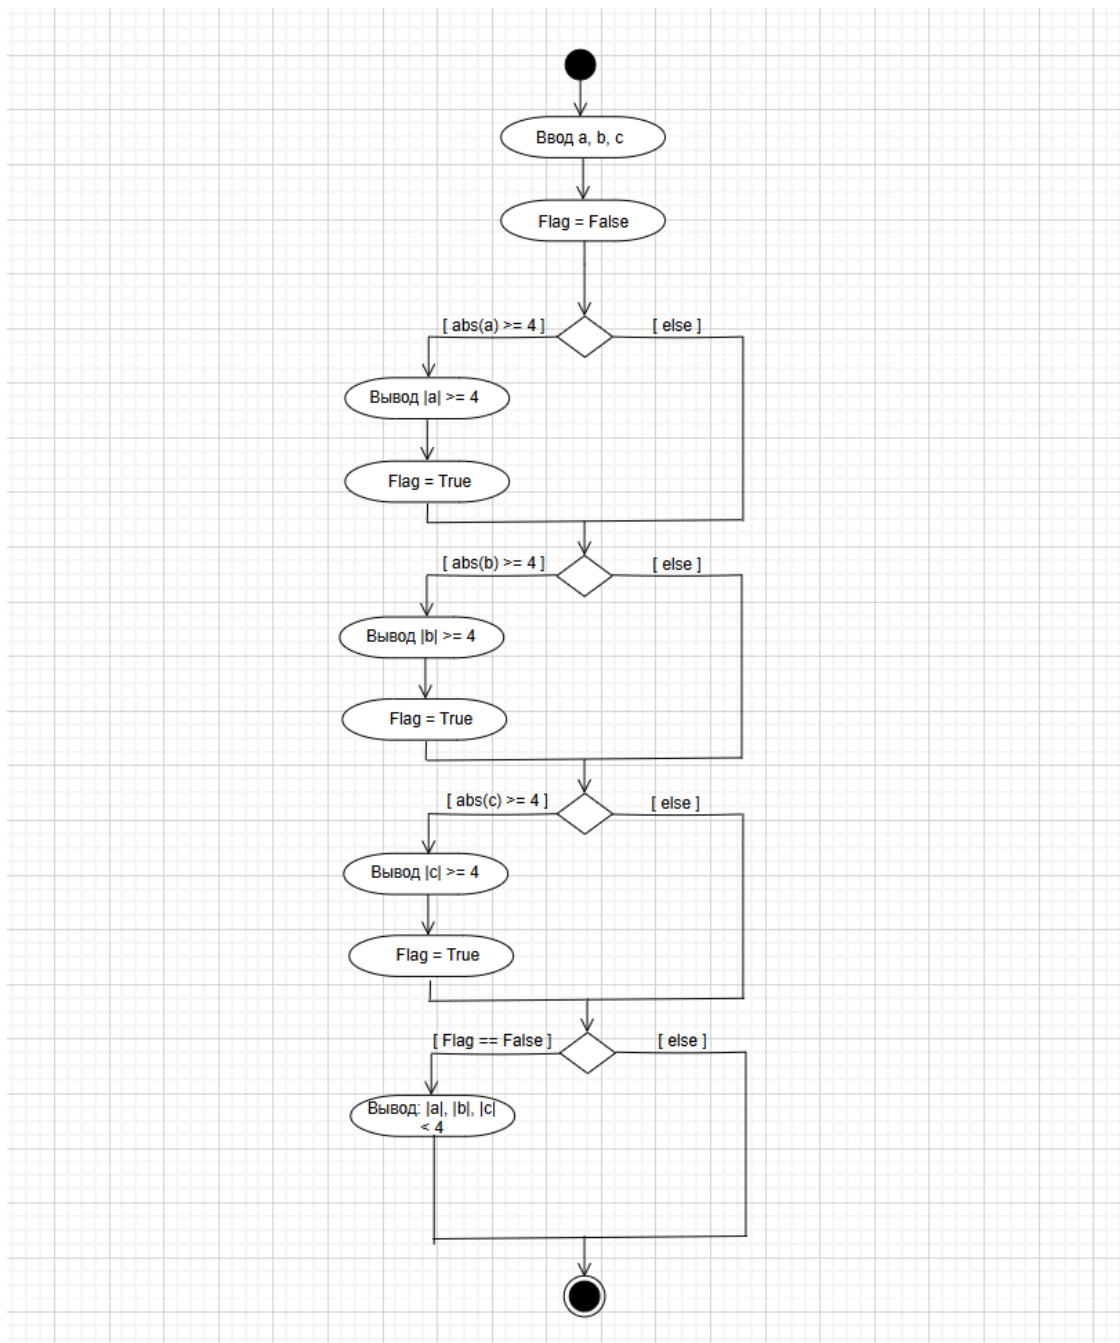 Ввод a, b, c
Flag = False
[ abs(a) >= 4 ]
[ else ]
Вывод |a| >= 4
Flag = True
[ abs(b) >= 4 ]
[ else ]
Вывод |b| >= 4
Flag = True
[ abs(c) >= 4 ]
[ else ]
Вывод |c| >= 4
Flag = True
[ Flag == False ]
[ else ]
Вывод: |a|, |b|, |c|
< 4